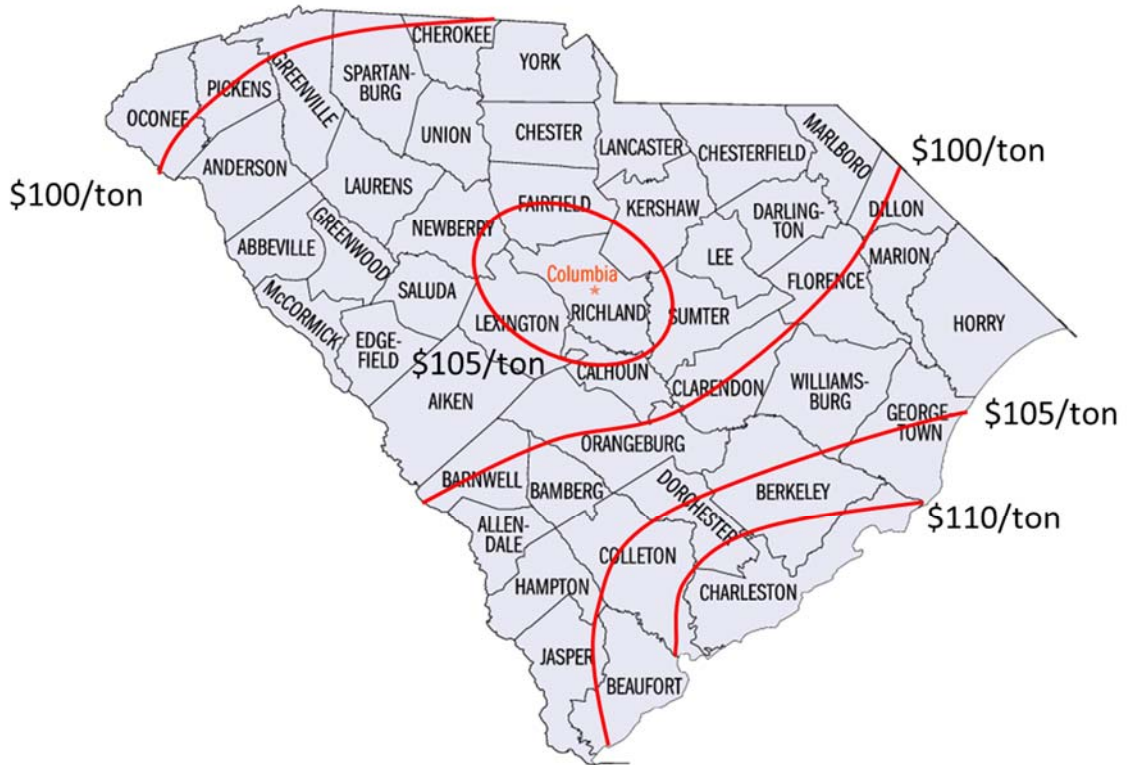 CHEROKEE
YORK
SPARTAN-
BURG
GREENVILLE
PICKENS
OCONEE
UNION
CHESTER
LANCASTER
CHESTERFIELD
MARLBORO
$100/ton
ANDERSON
LAURENS
$100/ton
FAIRFIELD
KERSHAW
DARLING-
TON
DILLON
NEWBERRY
GREENWOOD
ABBEVILLE
LEE
MARION
FLORENCE
Columbia
SALUDA
McCORMICK
RICHLAND
SUMTER
LEXINGTON
HORRY
EDGE-
FIELD
$105/ton
CALHOUN
CLARENDON
WILLIAMS-
BURG
AIKEN
GEORGE-
TOWN
$105/ton
ORANGEBURG
BARNWELL
BAMBERG
DORCHESTER
BERKELEY
$110/ton
ALLEN-
DALE
COLLETON
HAMPTON
CHARLESTON
JASPER
BEAUFORT